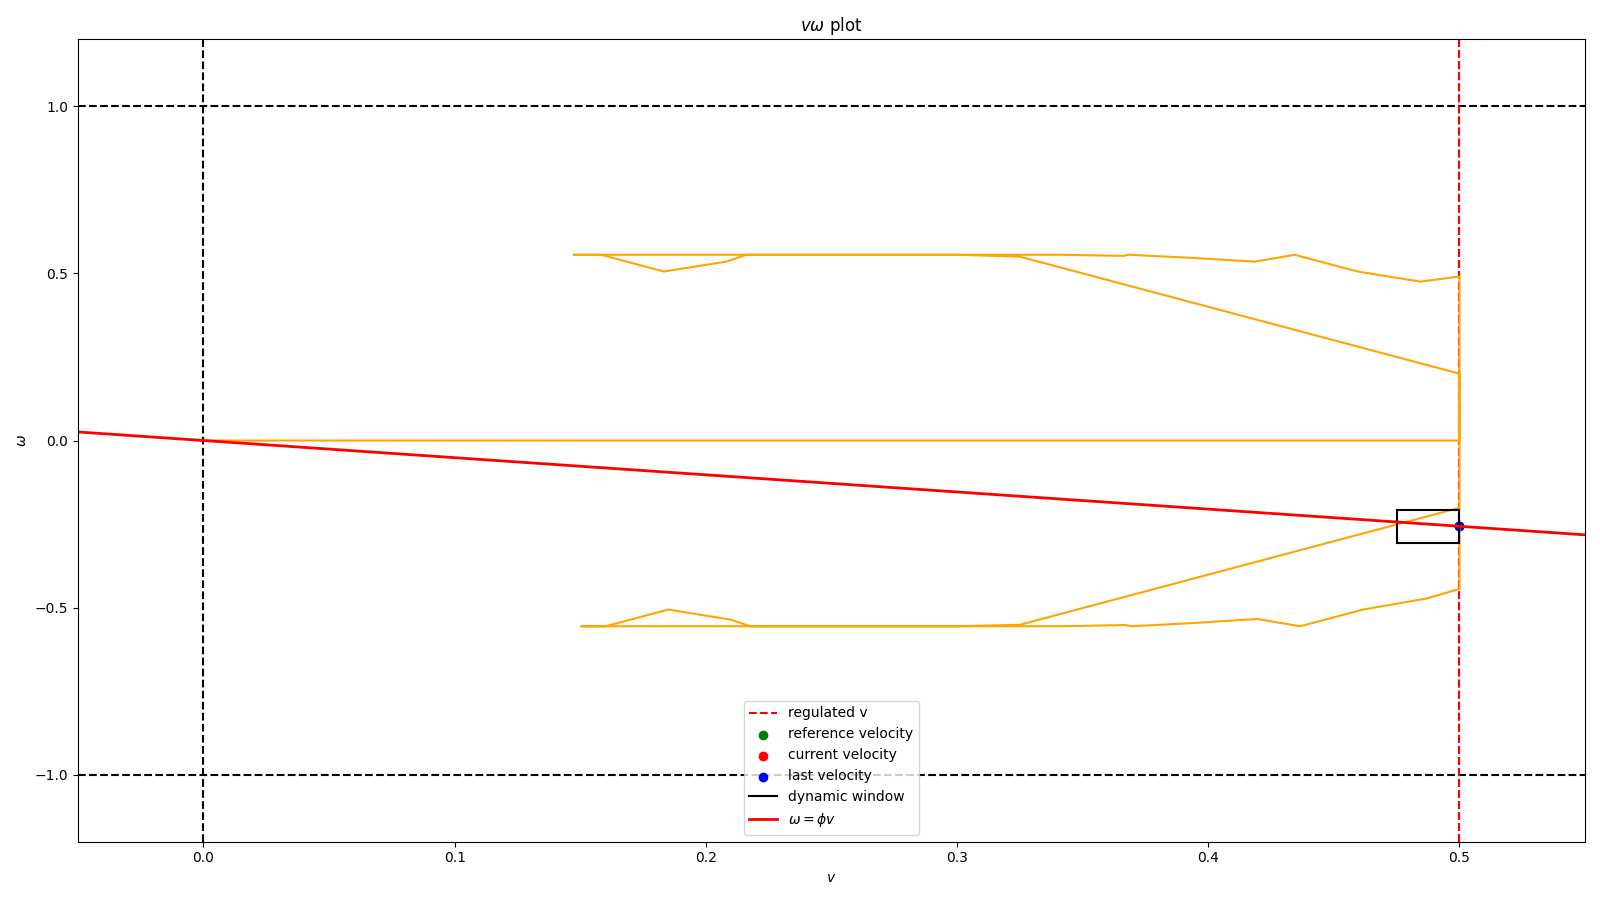 vω plot
1.0
0.5
0.0
−0.5
−1.0
ω
0.0 0.1 0.2 0.3 0.4 0.5
v
regulated v
reference velocity
current velocity
last velocity
dynamic window
ω = ϕv